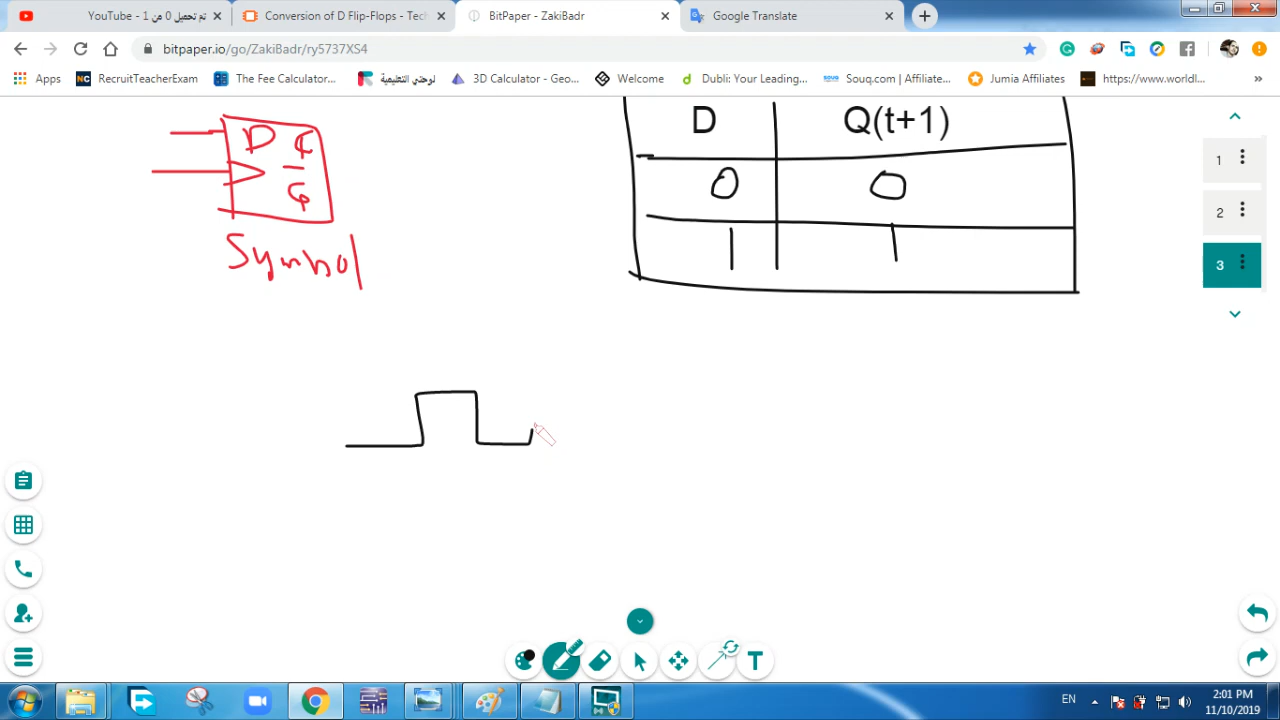 YouTube - تم تحميل 0 من 1
Conversion of D Flip-Flops - Tech
BitPaper - ZakiBadr
Google Translate
bitpaper.io/go/ZakiBadr/ry5737XS4
Apps
NC RecruitTeacherExam
The Fee Calculator...
لوحتي التعليمية
3D Calculator - Geo...
Welcome
Dubli: Your Leading...
souq Souq.com | Affiliate...
Jumia Affiliates
https://www.worldl...
»
D Q
Q
Symbol
D Q(t+1)
0 0
1 1
1
2
3
T
EN
2:01 PM
11/10/2019